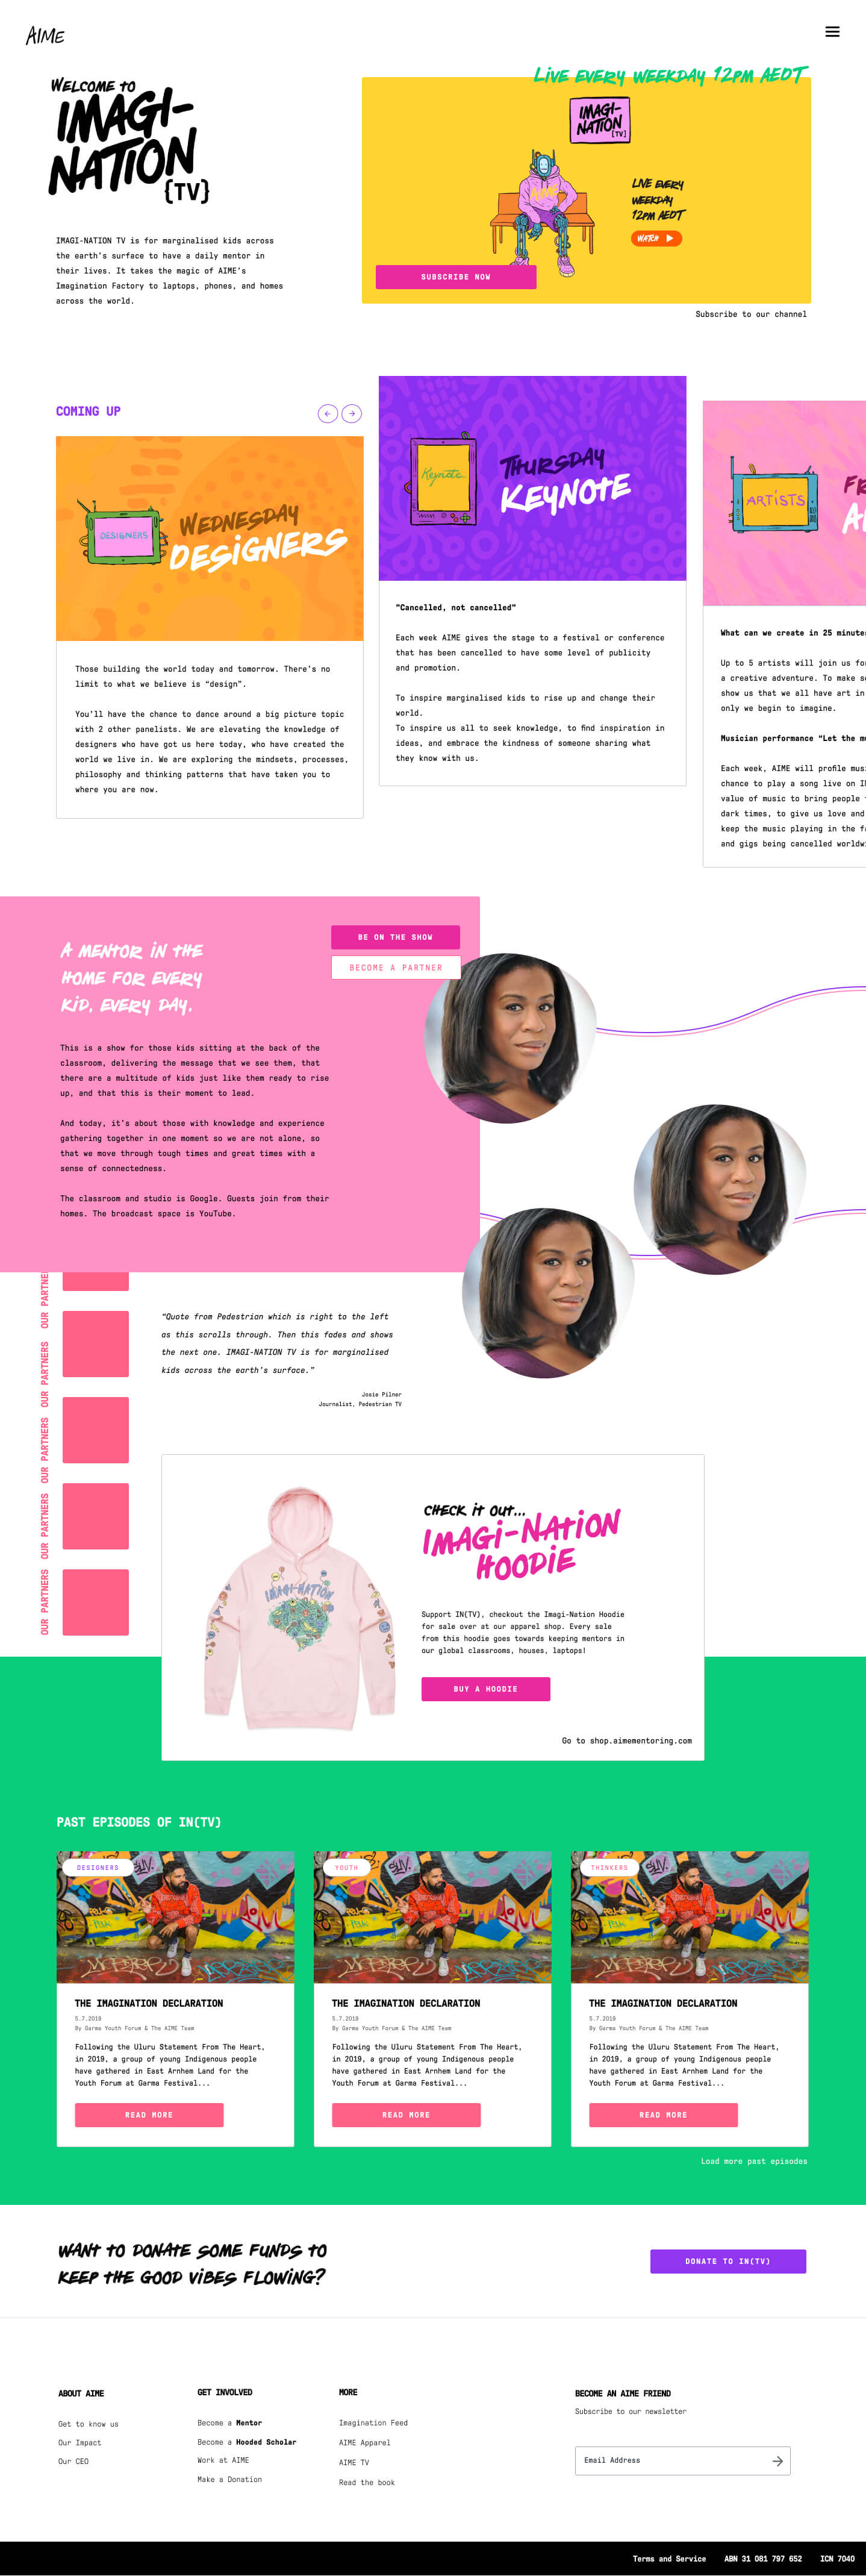 AIME
LIVE EVERY WEEKDAY 12PM AEDT
WELCOME TO
IMAGI-
NATION
{TV}
IMAGI-
NATION
{TV}
AIME
LIVE EVERY
WEEKDAY
12PM AEDT
WATCH
IMAGI-NATION TV is for marginalised kids across
the earth's surface to have a daily mentor in
their lives. It takes the magic of AIME's
Imagination Factory to laptops, phones, and homes
across the world.
SUBSCRIBE NOW
Subscribe to our channel
COMING UP
DESIGNERS
WEDNESDAY
DESIGNERS
Those building the world today and tomorrow. There's no
limit to what we believe is “design”.
You'll have the chance to dance around a big picture topic
with 2 other panelists. We are elevating the knowledge of
designers who have got us here today, who have created the
world we live in. We are exploring the mindsets, processes,
philosophy and thinking patterns that have taken you to
where you are now.
Keynote
THURSDAY
KEYNOTE
"Cancelled, not cancelled"
Each week AIME gives the stage to a festival or conference
that has been cancelled to have some level of publicity
and promotion.
To inspire marginalised kids to rise up and change their
world.
To inspire us all to seek knowledge, to find inspiration in
ideas, and embrace the kindness of someone sharing what
they know with us.
ARTISTS
What can we create in 25 minutes
Up to 5 artists will join us for
a creative adventure. To make
show us that we all have art in
only we begin to imagine.
Musician performance “Let the
Each week, AIME will profile
chance to play a song live on
value of music to bring people
dark times, to give us love and
keep the music playing in the
and gigs being cancelled
A MENTOR IN THE
HOME FOR EVERY
KID, EVERY DAY.
BE ON THE SHOW
BECOME A PARTNER
This is a show for those kids sitting at the back of the
classroom, delivering the message that we see them, that
there are a multitude of kids just like them ready to rise
up, and that this is their moment to lead.
And today, it's about those with knowledge and experience
gathering together in one moment so we are not alone, so
that we move through tough times and great times with a
sense of connectedness.
The classroom and studio is Google. Guests join from their
homes. The broadcast space is YouTube.
OUR PARTNERS
OUR PARTNERS
OUR PARTNERS
OUR PARTNERS
OUR PARTNERS
“Quote from Pedestrian which is right to the left
as this scrolls through. Then this fades and shows
the next one. IMAGI-NATION TV is for marginalised
kids across the earth's surface.”
Josie Pilner
Journalist, Pedestrian TV
IMAGI-NATION
CHECK IT OUT...
IMAGI-NATION
HOODIE
Support IN{TV}, checkout the Imagi-Nation Hoodie
for sale over at our apparel shop. Every sale
from this hoodie goes towards keeping mentors in
our global classrooms, houses, laptops!
BUY A HOODIE
Go to shop.aimementoring.com
PAST EPISODES OF IN{TV}
DESIGNERS
THE IMAGINATION DECLARATION
5.7.2019
By Garma Youth Forum & The AIME Team
Following the Uluru Statement From The Heart,
in 2019, a group of young Indigenous people
have gathered in East Arnhem Land for the
Youth Forum at Garma Festival...
READ MORE
YOUTH
THE IMAGINATION DECLARATION
5.7.2019
By Garma Youth Forum & The AIME Team
Following the Uluru Statement From The Heart,
in 2019, a group of young Indigenous people
have gathered in East Arnhem Land for the
Youth Forum at Garma Festival...
READ MORE
THINKERS
THE IMAGINATION DECLARATION
5.7.2019
By Garma Youth Forum & The AIME Team
Following the Uluru Statement From The Heart,
in 2019, a group of young Indigenous people
have gathered in East Arnhem Land for the
Youth Forum at Garma Festival...
READ MORE
Load more past episodes
WANT TO DONATE SOME FUNDS TO
KEEP THE GOOD VIBES FLOWING?
DONATE TO IN{TV}
ABOUT AIME
Get to know us
Our Impact
Our CEO
GET INVOLVED
Become a Mentor
Become a Hooded Scholar
Work at AIME
Make a Donation
MORE
Imagination Feed
AIME Apparel
AIME TV
Read the book
BECOME AN AIME FRIEND
Subscribe to our newsletter
Email Address
Terms and Service ABN 31 081 797 652 ICN 7040